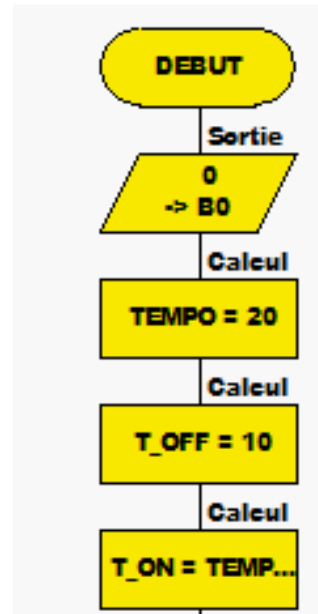 DEBUT
Sortie
0
-> B0
Calcul
TEMPO = 20
Calcul
T_OFF = 10
Calcul
T_ON = TEMP...